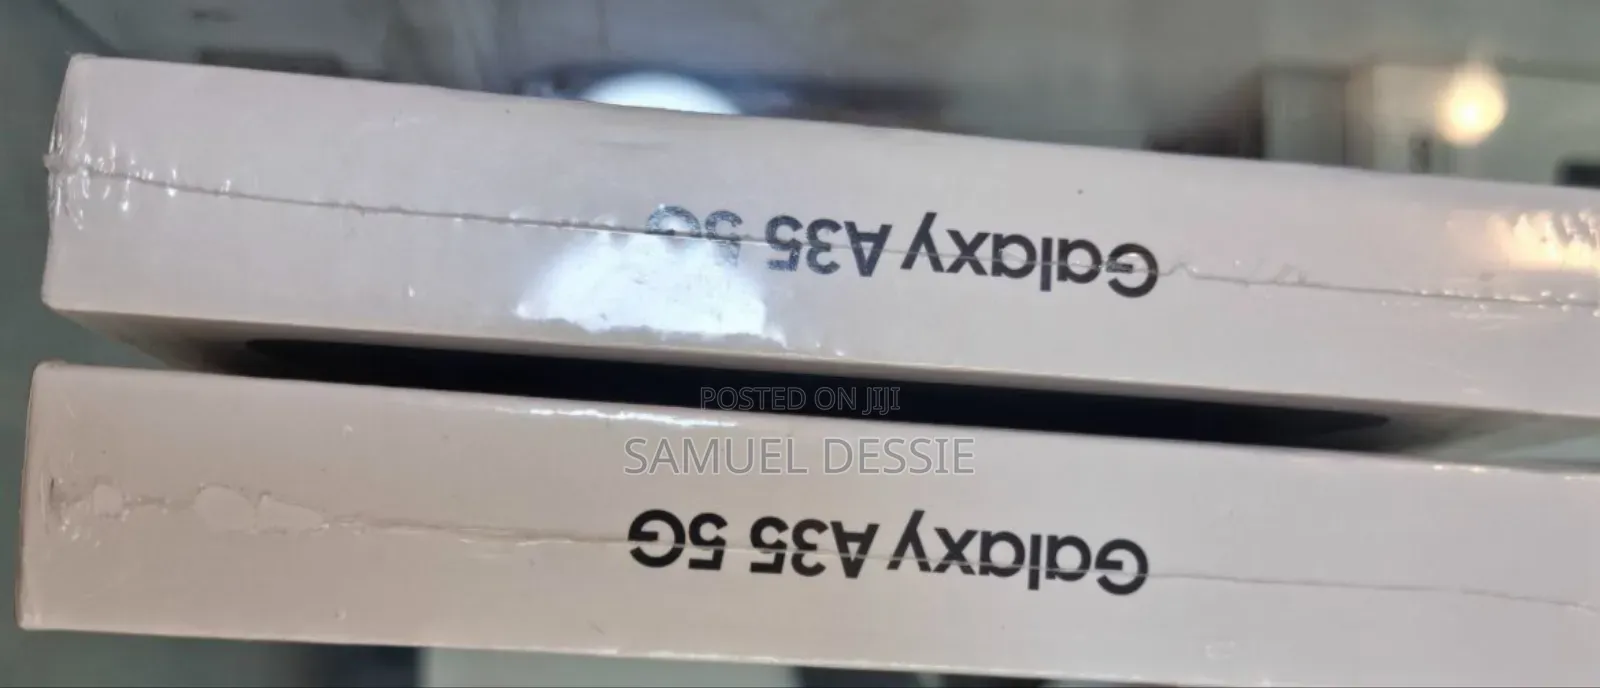 Galaxy A35 5G
POSTED ON JIJI
SAMUEL DESSIE
Galaxy A35 5G